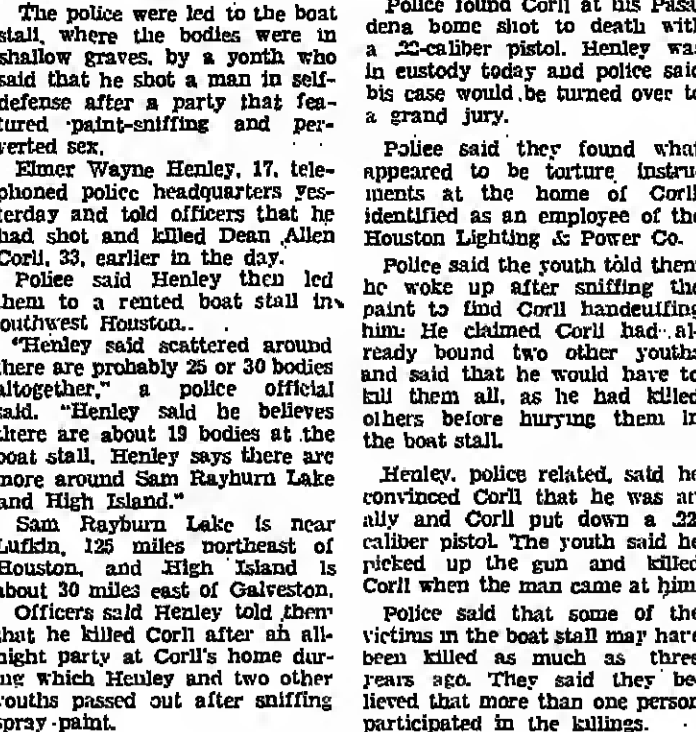 The police were led to the boat
stall, where the bodies were in
shallow graves, by a yonth who
said that he shot a man in self-
defense after a party that fea-
tured paint-sniffing and per-
verted sex.
Elmer Wayne Henley, 17, tele-
phoned police headquarters yes-
terday and told officers that he
had shot and killed Dean Allen
Corll, 33, earlier in the day.
Police said Henley then led
them to a rented boat stall in
outhwest Houston.
"Henley said scattered around
there are probably 25 or 30 bodies
altogether," a police official
said. "Henley said he believes
there are about 19 bodies at the
boat stall. Henley says there are
more around Sam Rayburn Lake
and High Island."
Sam Rayburn Lake is near
Lufkin, 125 miles northeast of
Houston, and High Island is
about 30 miles east of Galveston.
Officers said Henley told them
that he killed Corll after an all-
night party at Corll's home dur-
ing which Henley and two other
youths passed out after sniffing
spray paint.
Police found Corll at his Pasa
dena home shot to death with
a .22-caliber pistol. Henley was
in custody today and police said
his case would be turned over to
a grand jury.
Police said they found what
appeared to be torture instru
ments at the home of Corll
identified as an employee of the
Houston Lighting & Power Co.
Police said the youth told them
he woke up after sniffing the
paint to find Corll handcuffing
him. He claimed Corll had al-
ready bound two other youths
and said that he would have to
kill them all, as he had killed
others before burying them in
the boat stall.
Henley, police related, said he
convinced Corll that he was an
ally and Corll put down a .22
caliber pistol. The youth said he
picked up the gun and killed
Corll when the man came at him
Police said that some of the
victims in the boat stall may have
been killed as much as three
years ago. They said they be
lieved that more than one person
participated in the killings.